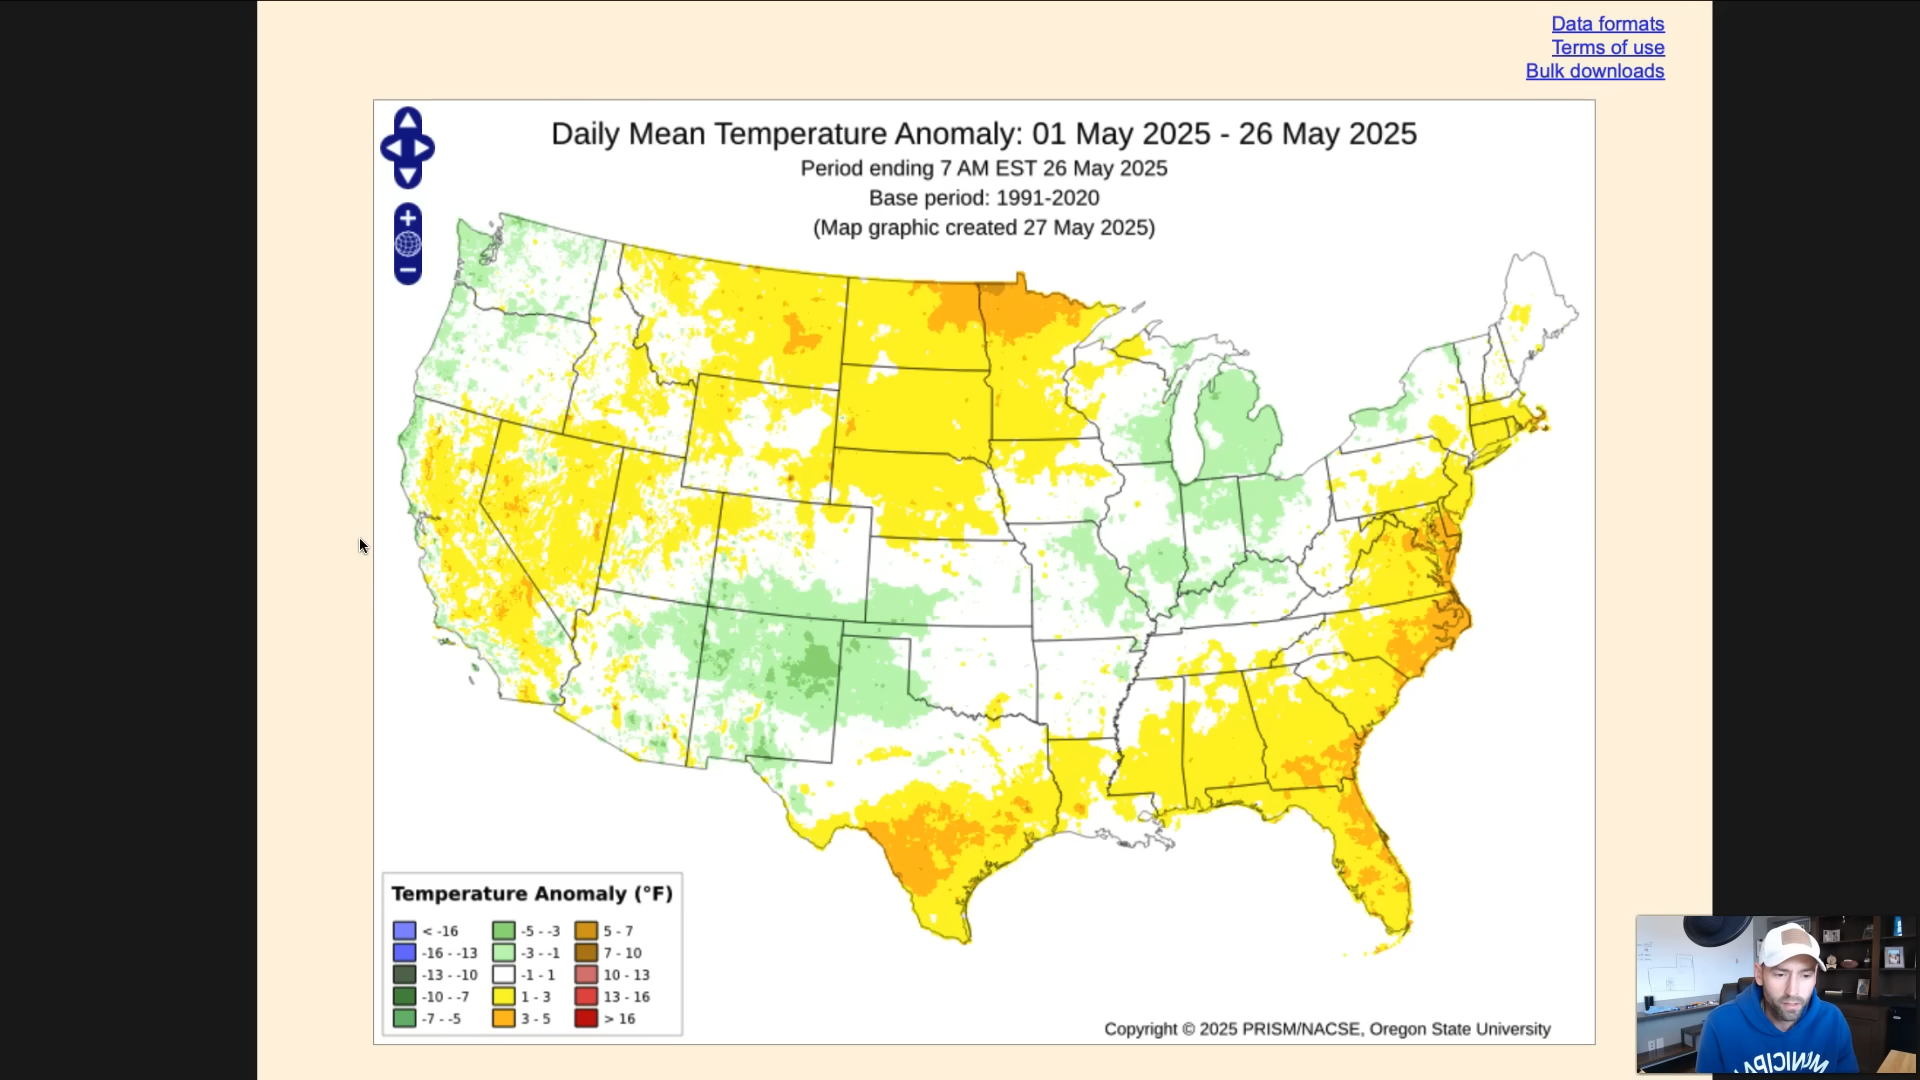 Data formats
Terms of use
Bulk downloads
Daily Mean Temperature Anomaly: 01 May 2025 - 26 May 2025
Period ending 7 AM EST 26 May 2025
Base period: 1991-2020
(Map graphic created 27 May 2025)
Temperature Anomaly (°F)
< -16
-16 - -13
-13 - -10
-10 - -7
-7 - -5
-5 - -3
-3 - -1
-1 - 1
1 - 3
3 - 5
5 - 7
7 - 10
10 - 13
13 - 16
> 16
Copyright © 2025 PRISM/NACSE, Oregon State University
MUNICIPA